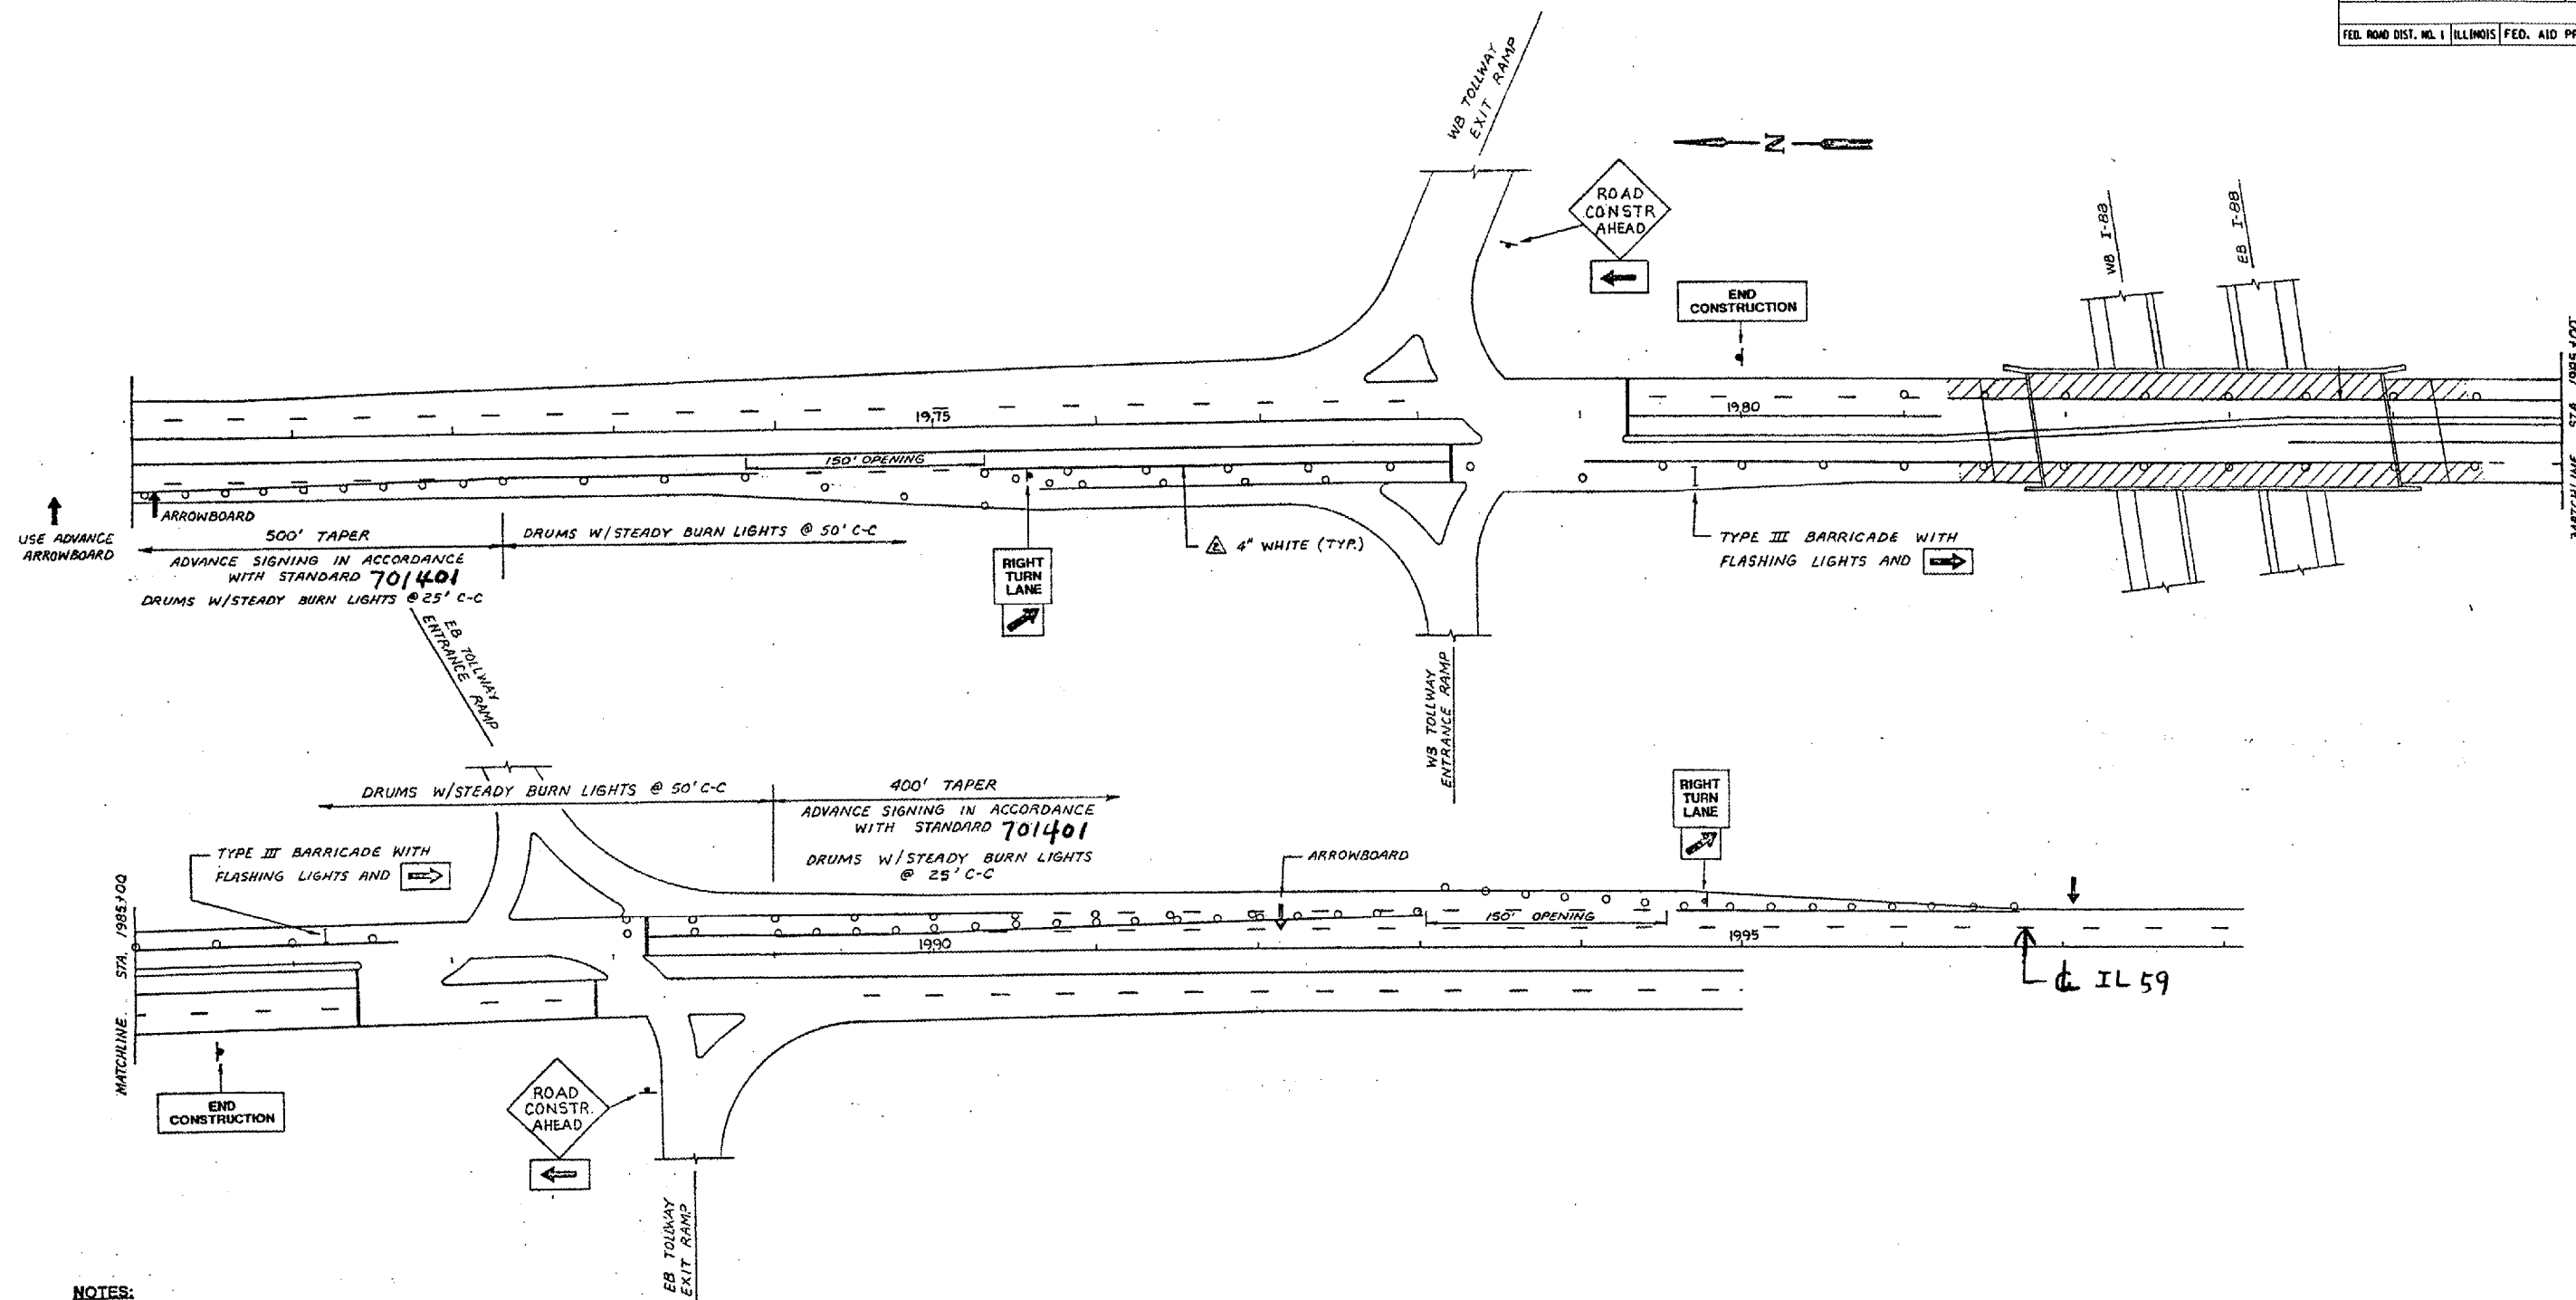 FED. ROAD DIST. NO. 1 ILLINOIS FED. AID
WB TOLLWAY
EXIT RAMP
N
ROAD
CONSTR
AHEAD
END
CONSTRUCTION
WB I-88
EB I-88
1975
1980
150' OPENING
MATCHLINE STA 1985+00
USE ADVANCE
ARROWBOARD
ARROWBOARD
500' TAPER
DRUMS W/STEADY BURN LIGHTS @ 50' C-C
ADVANCE SIGNING IN ACCORDANCE
WITH STANDARD 701401
DRUMS W/STEADY BURN LIGHTS @ 25' C-C
RIGHT
TURN
LANE
2 4" WHITE (TYP.)
TYPE III BARRICADE WITH
FLASHING LIGHTS AND
WB TOLLWAY
ENTRANCE RAMP
EB TOLLWAY
ENTRANCE RAMP
DRUMS W/STEADY BURN LIGHTS @ 50' C-C
400' TAPER
ADVANCE SIGNING IN ACCORDANCE
WITH STANDARD 701401
DRUMS W/STEADY BURN LIGHTS
@ 25' C-C
TYPE III BARRICADE WITH
FLASHING LIGHTS AND
ARROWBOARD
RIGHT
TURN
LANE
MATCHLINE STA. 1985+00
1990
150' OPENING
1995
℄ IL 59
END
CONSTRUCTION
ROAD
CONSTR.
AHEAD
EB TOLLWAY
EXIT RAMP
NOTES: